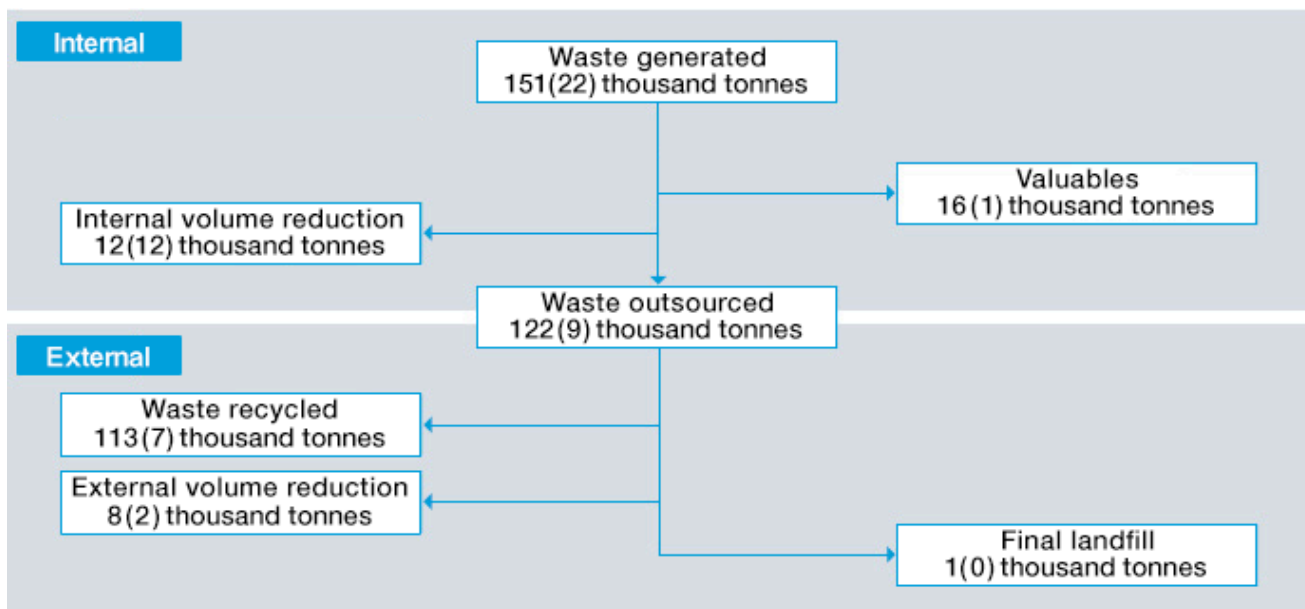 Internal
Waste generated
151(22) thousand tonnes
Valuables
16(1) thousand tonnes
Internal volume reduction
12(12) thousand tonnes
Waste outsourced
122(9) thousand tonnes
External
Waste recycled
113(7) thousand tonnes
External volume reduction
8(2) thousand tonnes
Final landfill
1(0) thousand tonnes